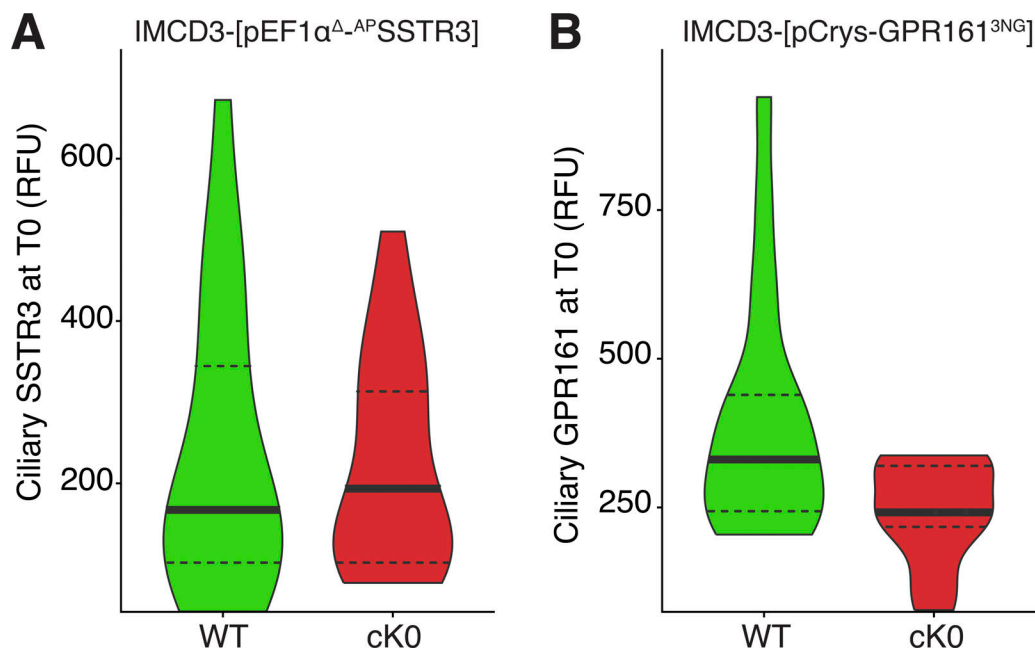 A
IMCD3-[pEF1αᐞ-ᴬᴾSSTR3]
Ciliary SSTR3 at T0 (RFU)
600
400
200
WT
cK0
B
IMCD3-[pCrys-GPR161³ᴺᴳ]
Ciliary GPR161 at T0 (RFU)
750
500
250
WT
cK0